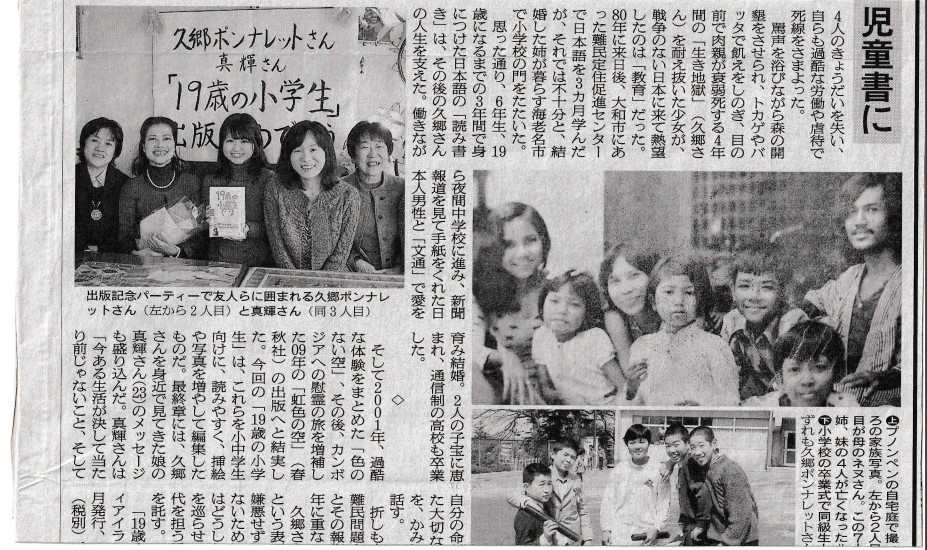 児童書に
4人のきょうだいを失い、
自らも過酷な労働や虐待で
死線をさまよった。
罵声を浴びながら森の開
墾をさせられ、トカゲやバ
ッタで飢えをしのぎ、目の
前で肉親が衰弱死する4年
間の「生き地獄」（久郷さ
ん）を耐え抜いた少女が、
戦争のない日本に来て熱望
したのは「教育」だった。
80年に来日後、大和市にあ
った難民定住促進センター
で日本語を3カ月学んだ
が、それでは不十分と、結
婚した姉が暮らす海老名市
で小学校の門をたたいた。
思った通り、6年生、19
歳になるまでの3年間で身
につけた日本語の「読み書
き」は、その後の久郷さん
の人生を支えた。働きなが
久郷ボンナレットさん
真輝さん
「19歳の小学生」
出版
19歳の
小学生
出版記念パーティーで友人らに囲まれる久郷ボンナレ
ットさん（左から2人目）と真輝さん（同3人目）
ら夜間中学校に進み、新聞
報道を見て手紙をくれた日
本人男性と「文通」で愛を
育み結婚。2人の子宝に恵
まれ、通信制の高校も卒業
した。
◇
そして2001年、過酷
な体験をまとめた「色の
ない空」、その後、カンボ
ジアへの慰霊の旅を増補し
た09年の「虹色の空」（春
秋社）の出版へと結実し
た。今回の「19歳の小学
生」は、これらを小中学生
向けに、読みやすく、挿絵
や写真を増やして編集した
ものだ。最終章には、久郷
さんを身近で見てきた娘の
真輝さん(23)のメッセージ
も盛り込んだ。真輝さんは
「今ある生活が決して当た
り前じゃないこと、そして
上プノンペンの自宅庭で撮
ろの家族写真。左から2人
目が母のネヌさん。この7人
姉、妹の4人が亡くなった
下小学校の卒業式で同級生
ずれも久郷ボンナレットさん
自分の命
た大切な
を、かみ
話す。
折しも
難民問題
とその報
年に重な
久郷さ
という表
嫌悪せず
ないため
はどうし
を巡らせ
代を担う
を託す。
「19歳
ィアイラ
月発行、
（税別）